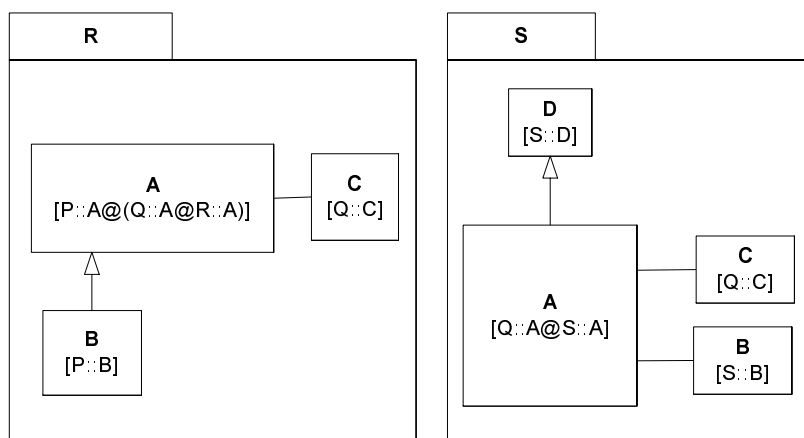 R
A
[P::A@(Q::A@R::A)]
C
[Q::C]
B
[P::B]
S
D
[S::D]
A
[Q::A@S::A]
C
[Q::C]
B
[S::B]